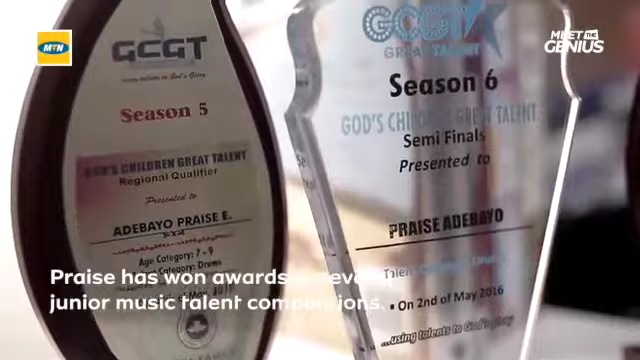 MTN
MEET THE
GENIUS
GCGT
Season 5
GOD'S CHILDREN GREAT TALENT
Regional Qualifier
Presented to
ADEBAYO PRAISE E.
Age Category: 7 - 9
Category: Drums
GCGT
GREAT TALENT
Season 6
GOD'S CHILDREN GREAT TALENT
Semi Finals
Presented to
PRAISE ADEBAYO
• On 2nd of May 2016
...using talents to God's glory
Praise has won awards
junior music talent